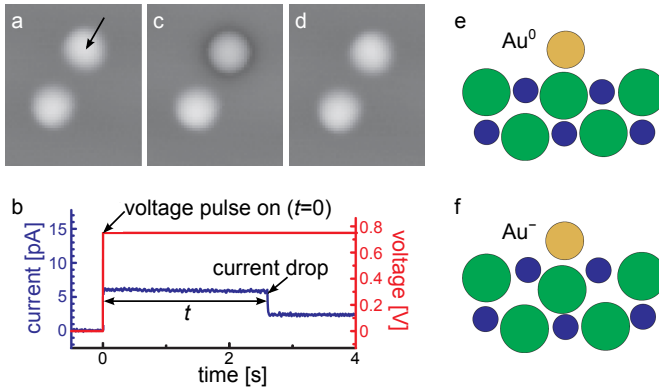 a
c
d
b
voltage pulse on (t=0)
current drop
t
current [pA]
15
10
5
0
voltage [V]
0.8
0.6
0.4
0.2
0
0
2
4
time [s]
e
Au⁰
f
Au⁻